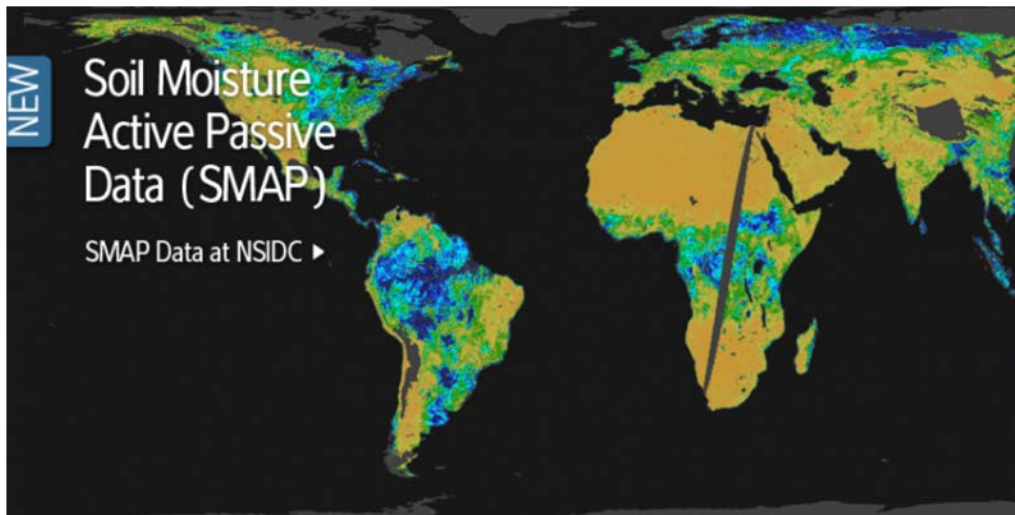 NEW
Soil Moisture
Active Passive
Data (SMAP)
SMAP Data at NSIDC ▶